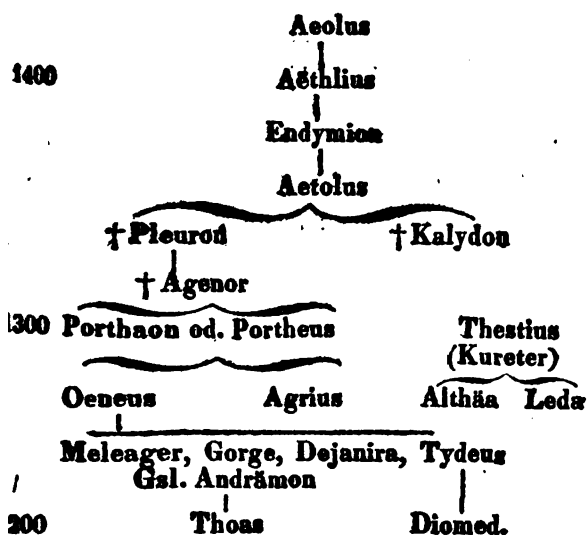 Aeolus
1400 Aëthlius
Endymion
Aetolus
‡Pleuron †Kalydon
†Agenor
1300 Porthaon od. Portheus Thestius
(Kureter)
Oeneus Agrius Althäa Leda
Meleager, Gorge, Dejanira, Tydeus
Gsl. Andrämon
200 Thoas Diomed.